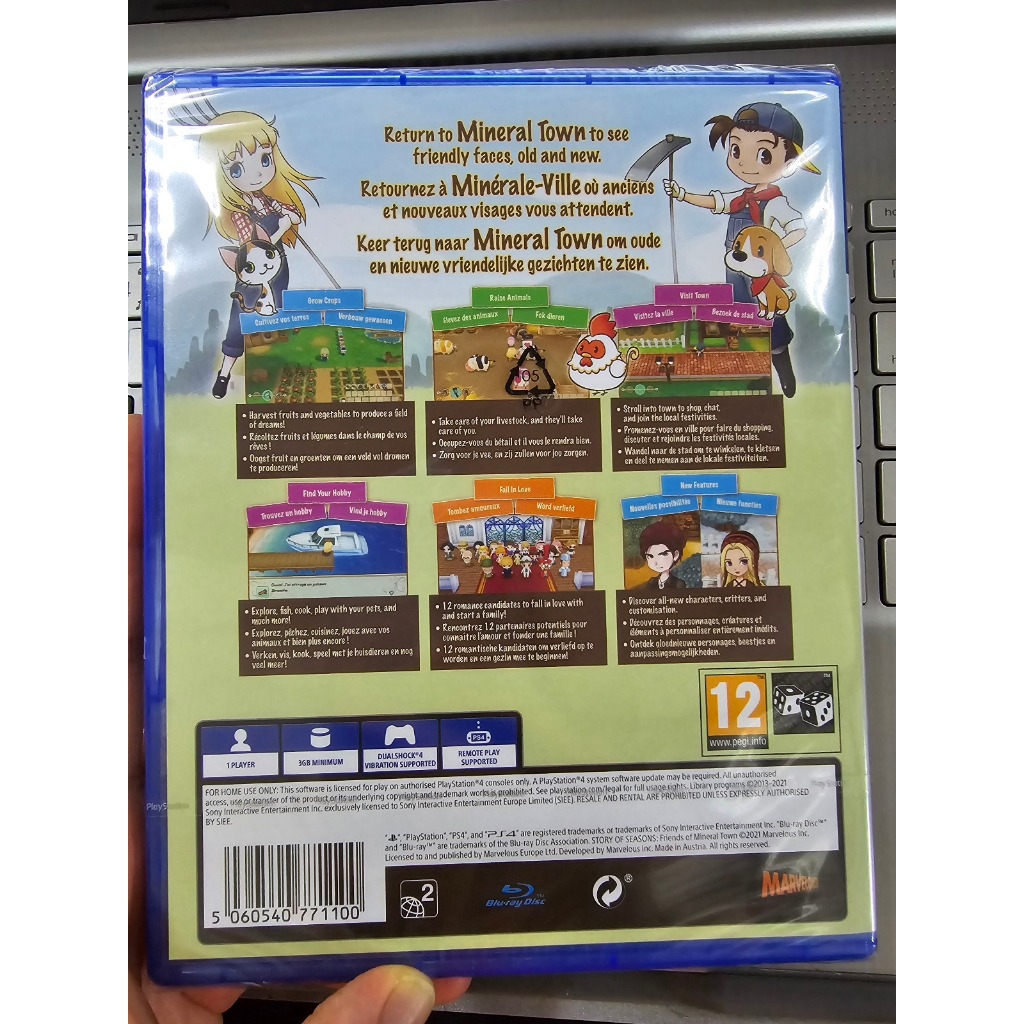 Return to Mineral Town to see
friendly faces, old and new.
Retournez à Minérale-Ville où anciens
et nouveaux visages vous attendent.
Keer terug naar Mineral Town om oude
en nieuwe vriendelijke gezichten te zien.
Grow Crops
Cultivez vos terres
Verbouw gewassen
• Harvest fruits and vegetables to produce a field
of dreams!
• Récoltez fruits et légumes dans le champ de vos
rêves !
• Oogst fruit en groenten om een veld vol dromen
te produceren!
Raise Animals
Élevez des animaux
Fok dieren
05
PP
• Take care of your livestock, and they'll take
care of you.
• Occupez-vous du bétail et il vous le rendra bien.
• Zorg voor je vee, en zij zullen voor jou zorgen.
Visit Town
Visitez la ville
Bezoek de stad
• Stroll into town to shop, chat,
and join the local festivities.
• Promenez-vous en ville pour faire du shopping,
discuter et rejoindre les festivités locales.
• Wandel naar de stad om te winkelen, te kletsen
en deel te nemen aan de lokale festiviteiten.
Find Your Hobby
Trouvez un hobby
Vind je hobby
• Explore, fish, cook, play with your pets, and
much more!
• Explorez, pêchez, cuisinez, jouez avec vos
animaux et bien plus encore !
• Verken, vis, kook, speel met je huisdieren en nog
veel meer!
Fall in Love
Tombez amoureux
Word verliefd
• 12 romance candidates to fall in love with
and start a family!
• Rencontrez 12 partenaires potentiels pour
connaître l'amour et fonder une famille !
• 12 romantische kandidaten om verliefd op te
worden en een gezin mee te beginnen!
New Features
Nouvelles possibilités
Nieuwe functies
• Discover all-new characters, critters, and
customisation.
• Découvrez des personnages, créatures et
éléments à personnaliser entièrement inédits.
• Ontdek gloednieuwe personages, beestjes en
aanpassingsmogelijkheden.
12
www.pegi.info
1 PLAYER
3GB MINIMUM
DUALSHOCK®4
VIBRATION SUPPORTED
PS4
REMOTE PLAY
SUPPORTED
FOR HOME USE ONLY: This software is licensed for play on authorised PlayStation®4 consoles only. A PlayStation®4 system software update may be required. All unauthorised
access, use or transfer of the product or its underlying copyright and trademark works is prohibited. See playstation.com/legal for full usage rights. Library programs ©2013-2021
Sony Interactive Entertainment Inc. exclusively licensed to Sony Interactive Entertainment Europe Limited (SIEE). RESALE AND RENTAL ARE PROHIBITED UNLESS EXPRESSLY AUTHORISED
BY SIEE.
"PlayStation", "PS4", and "PS4" are registered trademarks or trademarks of Sony Interactive Entertainment Inc. "Blu-ray Disc™"
and "Blu-ray™" are trademarks of the Blu-ray Disc Association. STORY OF SEASONS: Friends of Mineral Town ©2021 Marvelous Inc.
Licensed to and published by Marvelous Europe Ltd. Developed by Marvelous Inc. Made in Austria. All rights reserved.
5 060540 771100
2
Blu-ray Disc™
®
MARVELOUS